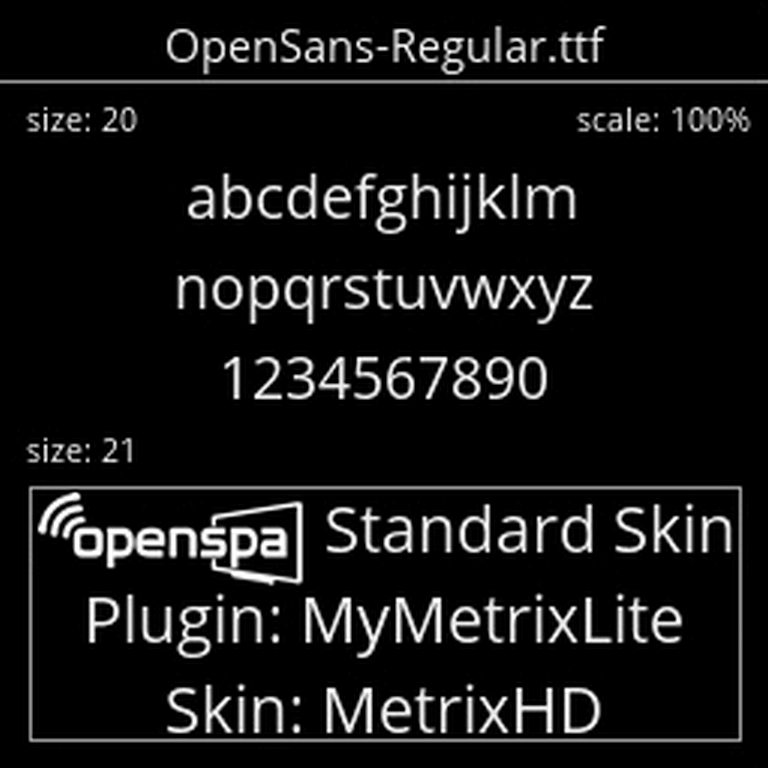 OpenSans-Regular.ttf
size: 20 scale: 100%
abcdefghijklm
nopqrstuvwxyz
1234567890
size: 21
openspa Standard Skin
Plugin: MyMetrixLite
Skin: MetrixHD